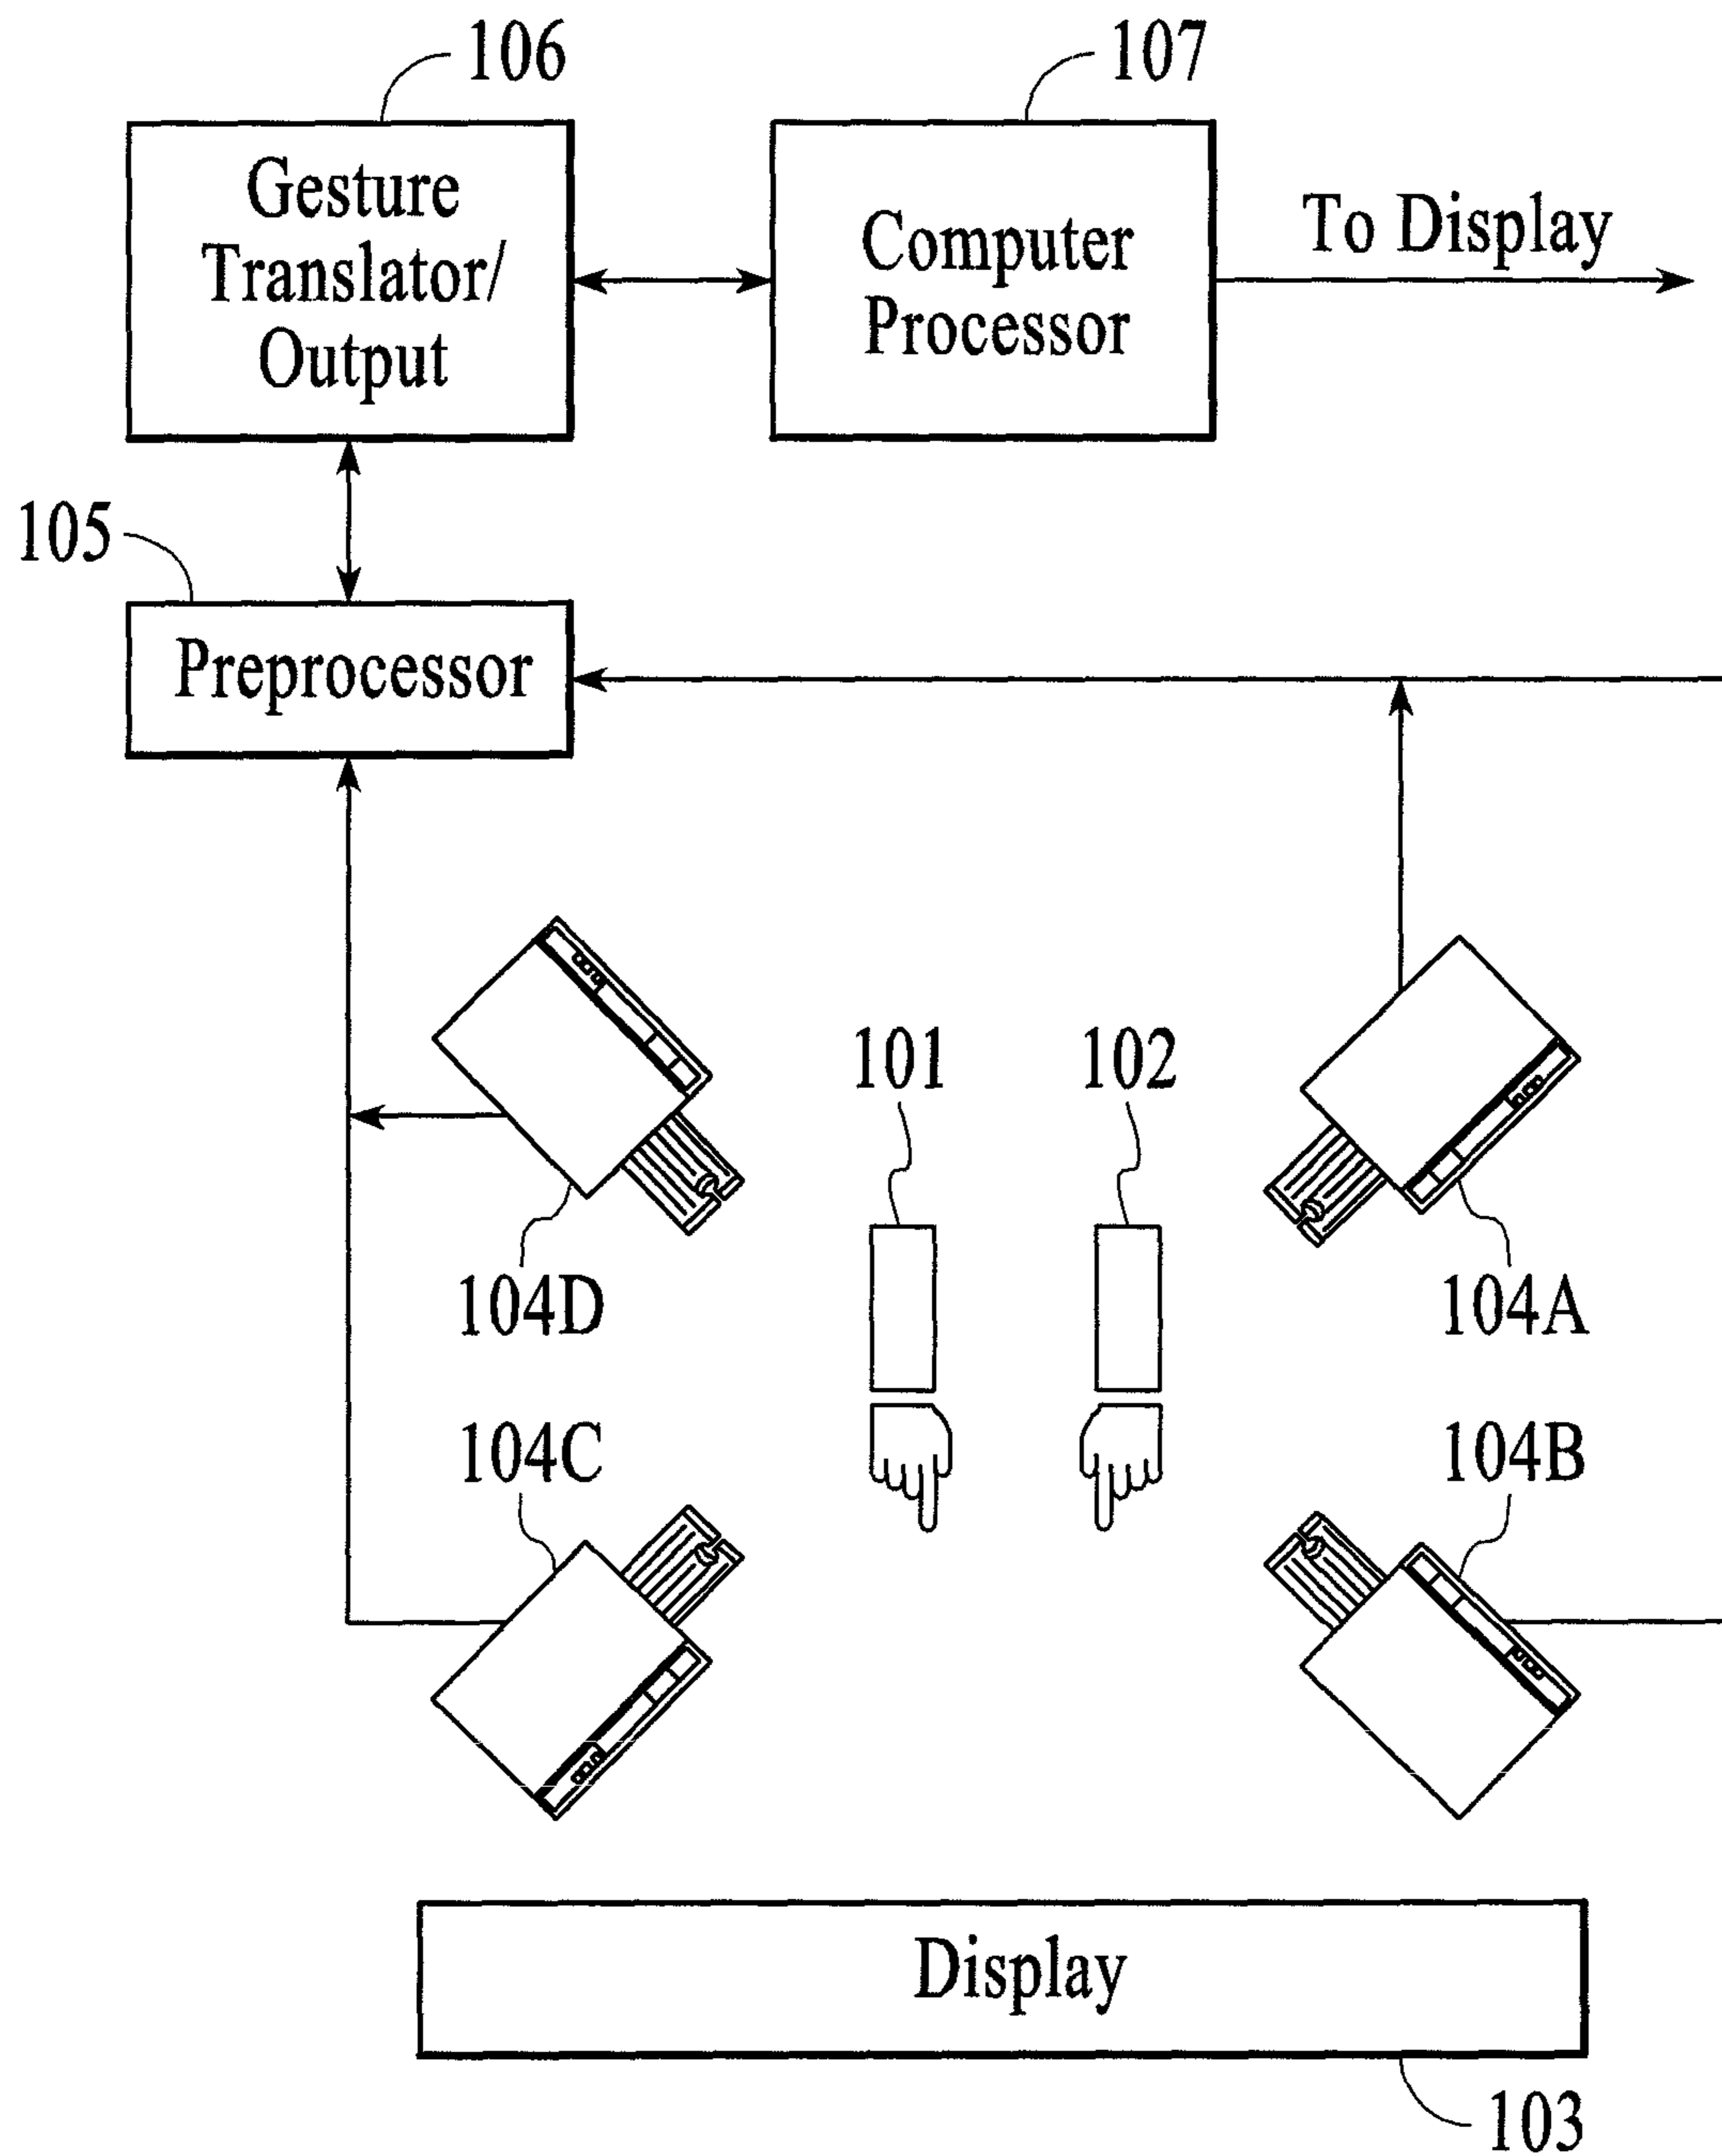 106
107
Gesture
Translator/
Output
Computer
Processor
To Display
105
Preprocessor
101
102
104D
104A
104C
104B
Display
103